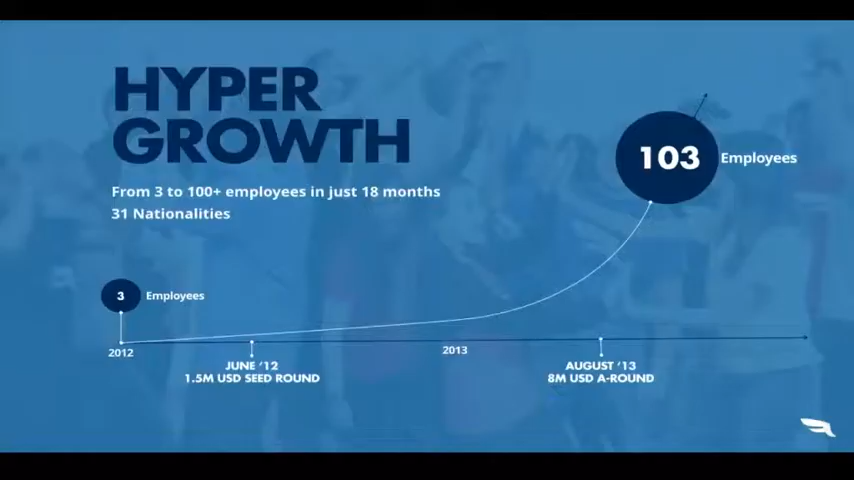 HYPER
GROWTH
From 3 to 100+ employees in just 18 months
31 Nationalities
103 Employees
3 Employees
2012
2013
JUNE ‘12
1.5M USD SEED ROUND
AUGUST ‘13
8M USD A-ROUND